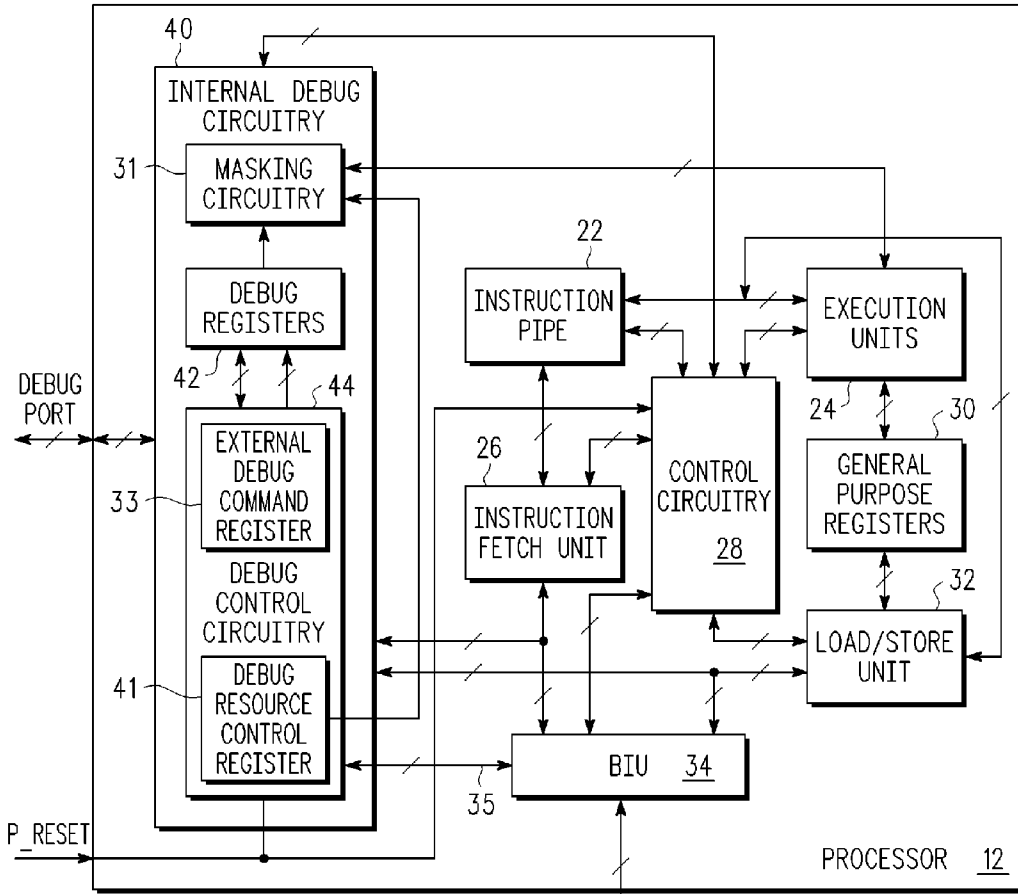 40
INTERNAL DEBUG
CIRCUITRY
31
MASKING
CIRCUITRY
22
INSTRUCTION
PIPE
DEBUG
REGISTERS
EXECUTION
UNITS
42
44
24
30
DEBUG
PORT
EXTERNAL
DEBUG
COMMAND
REGISTER
33
26
INSTRUCTION
FETCH UNIT
CONTROL
CIRCUITRY
28
GENERAL
PURPOSE
REGISTERS
DEBUG
CONTROL
CIRCUITRY
32
LOAD/STORE
UNIT
41
DEBUG
RESOURCE
CONTROL
REGISTER
BIU 34
35
P_RESET
PROCESSOR 12